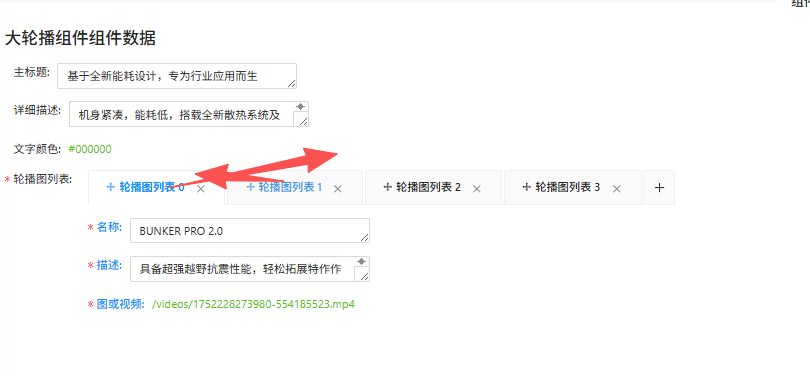 组件
大轮播组件组件数据
主标题: 基于全新能耗设计，专为行业应用而生
详细描述: 机身紧凑，能耗低，搭载全新散热系统及
文字颜色: #000000
* 轮播图列表: 轮播图列表 0 轮播图列表 1 轮播图列表 2 轮播图列表 3
* 名称: BUNKER PRO 2.0
* 描述: 具备超强越野抗震性能，轻松拓展特作作
* 图或视频: /videos/1752228273980-554185523.mp4